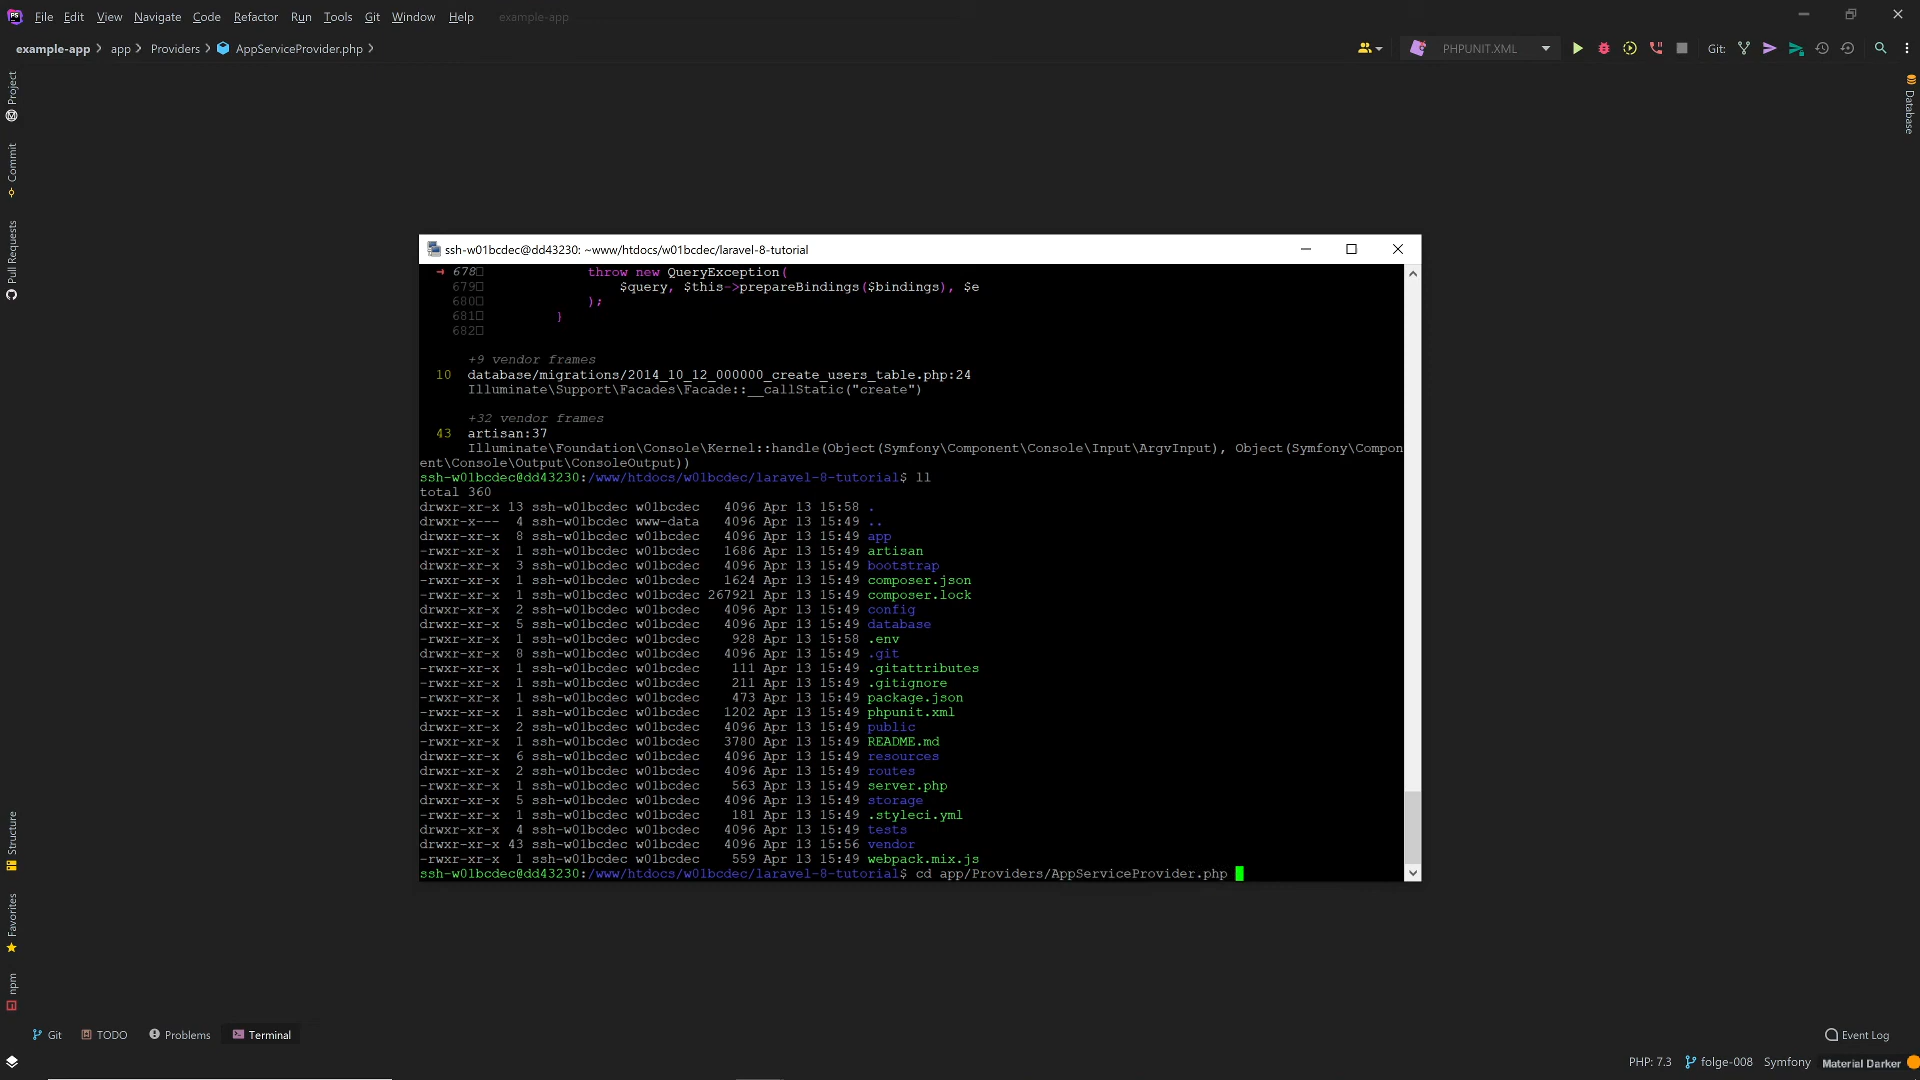 File Edit View Navigate Code Refactor Run Tools Git Window Help example-app
example-app app Providers AppServiceProvider.php
PHPUNIT.XML Git:
Project
Commit
Pull Requests
Structure
Favorites
npm
Database
ssh-w01bcdec@dd43230: ~www/htdocs/w01bcdec/laravel-8-tutorial
678 throw new QueryException(
679 $query, $this->prepareBindings($bindings), $e
680 );
681 }
682
+9 vendor frames
10 database/migrations/2014_10_12_000000_create_users_table.php:24
Illuminate\Support\Facades\Facade::__callStatic("create")
+32 vendor frames
43 artisan:37
Illuminate\Foundation\Console\Kernel::handle(Object(Symfony\Component\Console\Input\ArgvInput), Object(Symfony\Compon
ent\Console\Output\ConsoleOutput))
ssh-w01bcdec@dd43230:/www/htdocs/w01bcdec/laravel-8-tutorial$ ll
total 360
drwxr-xr-x 13 ssh-w01bcdec w01bcdec 4096 Apr 13 15:58 .
drwxr-x--- 4 ssh-w01bcdec www-data 4096 Apr 13 15:49 ..
drwxr-xr-x 8 ssh-w01bcdec w01bcdec 4096 Apr 13 15:49 app
-rwxr-xr-x 1 ssh-w01bcdec w01bcdec 1686 Apr 13 15:49 artisan
drwxr-xr-x 3 ssh-w01bcdec w01bcdec 4096 Apr 13 15:49 bootstrap
-rwxr-xr-x 1 ssh-w01bcdec w01bcdec 1624 Apr 13 15:49 composer.json
-rwxr-xr-x 1 ssh-w01bcdec w01bcdec 267921 Apr 13 15:49 composer.lock
drwxr-xr-x 2 ssh-w01bcdec w01bcdec 4096 Apr 13 15:49 config
drwxr-xr-x 5 ssh-w01bcdec w01bcdec 4096 Apr 13 15:49 database
-rwxr-xr-x 1 ssh-w01bcdec w01bcdec 928 Apr 13 15:58 .env
drwxr-xr-x 8 ssh-w01bcdec w01bcdec 4096 Apr 13 15:49 .git
-rwxr-xr-x 1 ssh-w01bcdec w01bcdec 111 Apr 13 15:49 .gitattributes
-rwxr-xr-x 1 ssh-w01bcdec w01bcdec 211 Apr 13 15:49 .gitignore
-rwxr-xr-x 1 ssh-w01bcdec w01bcdec 473 Apr 13 15:49 package.json
-rwxr-xr-x 1 ssh-w01bcdec w01bcdec 1202 Apr 13 15:49 phpunit.xml
drwxr-xr-x 2 ssh-w01bcdec w01bcdec 4096 Apr 13 15:49 public
-rwxr-xr-x 1 ssh-w01bcdec w01bcdec 3780 Apr 13 15:49 README.md
drwxr-xr-x 6 ssh-w01bcdec w01bcdec 4096 Apr 13 15:49 resources
drwxr-xr-x 2 ssh-w01bcdec w01bcdec 4096 Apr 13 15:49 routes
-rwxr-xr-x 1 ssh-w01bcdec w01bcdec 563 Apr 13 15:49 server.php
drwxr-xr-x 5 ssh-w01bcdec w01bcdec 4096 Apr 13 15:49 storage
-rwxr-xr-x 1 ssh-w01bcdec w01bcdec 181 Apr 13 15:49 .styleci.yml
drwxr-xr-x 4 ssh-w01bcdec w01bcdec 4096 Apr 13 15:49 tests
drwxr-xr-x 43 ssh-w01bcdec w01bcdec 4096 Apr 13 15:56 vendor
-rwxr-xr-x 1 ssh-w01bcdec w01bcdec 559 Apr 13 15:49 webpack.mix.js
ssh-w01bcdec@dd43230:/www/htdocs/w01bcdec/laravel-8-tutorial$ cd app/Providers/AppServiceProvider.php
Git TODO Problems Terminal Event Log
PHP: 7.3 folge-008 Symfony Material Darker